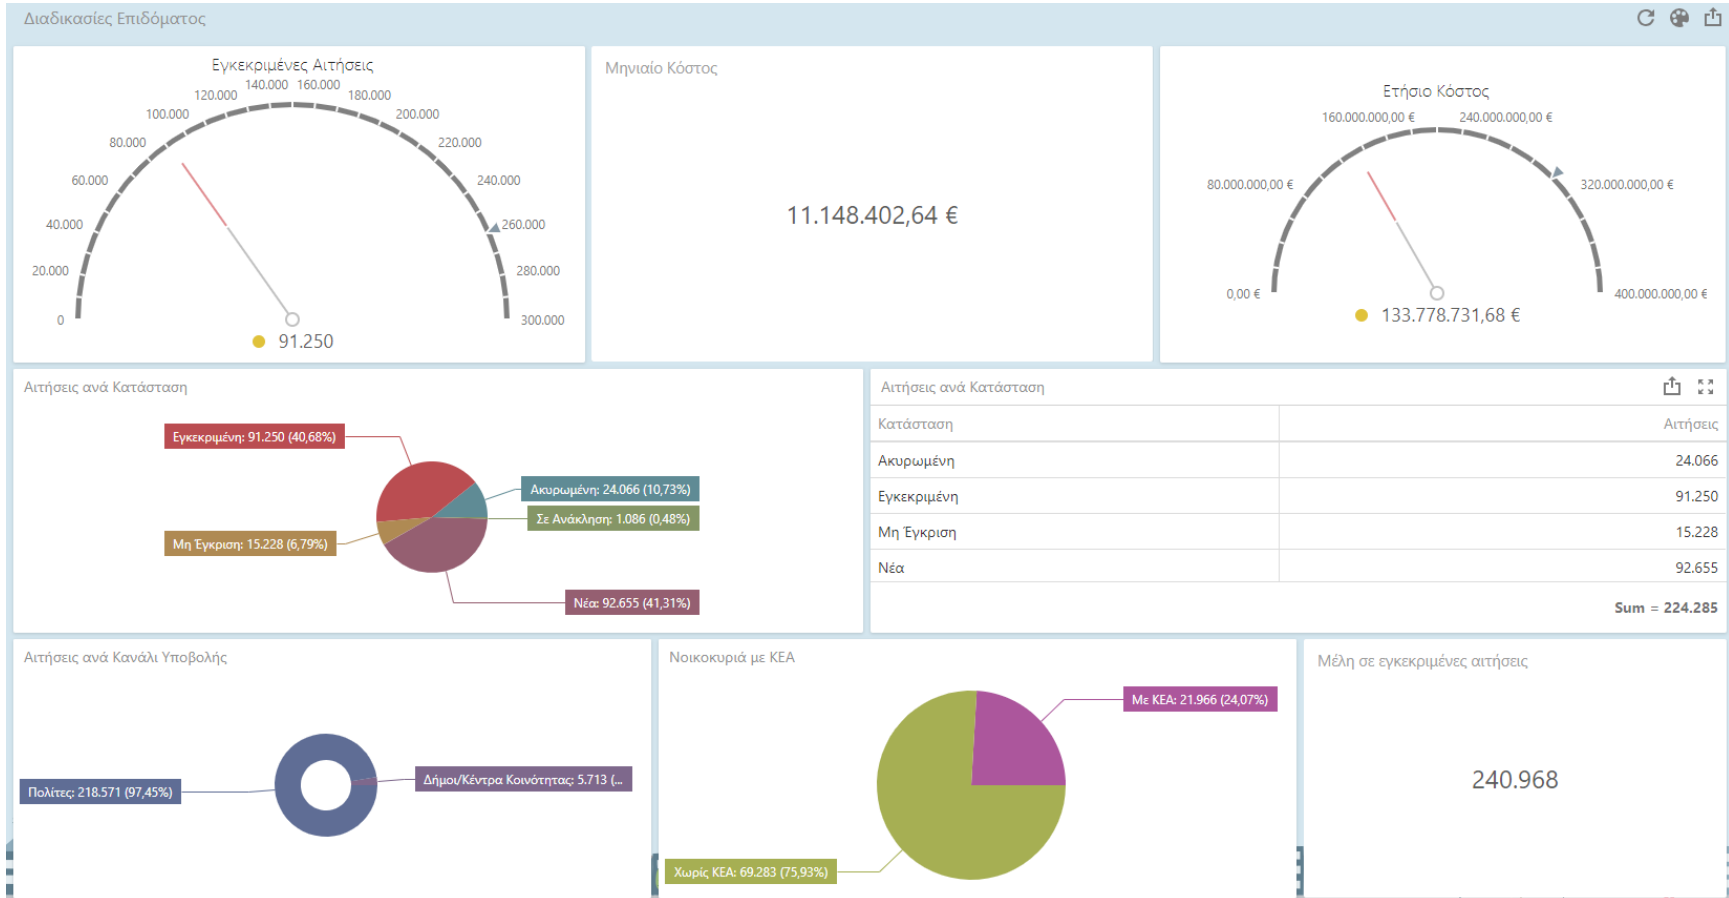 Διαδικασίες Επιδόματος
Εγκεκριμένες Αιτήσεις
0
20.000
40.000
60.000
80.000
100.000
120.000
140.000
160.000
180.000
200.000
220.000
240.000
260.000
280.000
300.000
91.250
Μηνιαίο Κόστος
11.148.402,64 €
Ετήσιο Κόστος
0,00 €
80.000.000,00 €
160.000.000,00 €
240.000.000,00 €
320.000.000,00 €
400.000.000,00 €
133.778.731,68 €
Αιτήσεις ανά Κατάσταση
Εγκεκριμένη: 91.250 (40,68%)
Ακυρωμένη: 24.066 (10,73%)
Σε Ανάκληση: 1.086 (0,48%)
Μη Έγκριση: 15.228 (6,79%)
Νέα: 92.655 (41,31%)
Αιτήσεις ανά Κατάσταση
Κατάσταση Αιτήσεις
Ακυρωμένη 24.066
Εγκεκριμένη 91.250
Μη Έγκριση 15.228
Νέα 92.655
Sum = 224.285
Αιτήσεις ανά Κανάλι Υποβολής
Πολίτες: 218.571 (97,45%)
Δήμοι/Κέντρα Κοινότητας: 5.713 (...
Νοικοκυριά με ΚΕΑ
Με ΚΕΑ: 21.966 (24,07%)
Χωρίς ΚΕΑ: 69.283 (75,93%)
Μέλη σε εγκεκριμένες αιτήσεις
240.968